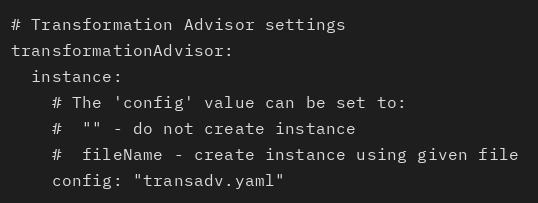 # Transformation Advisor settings
transformationAdvisor:
  instance:
    # The 'config' value can be set to:
    #  "" - do not create instance
    #  fileName - create instance using given file
    config: "transadv.yaml"